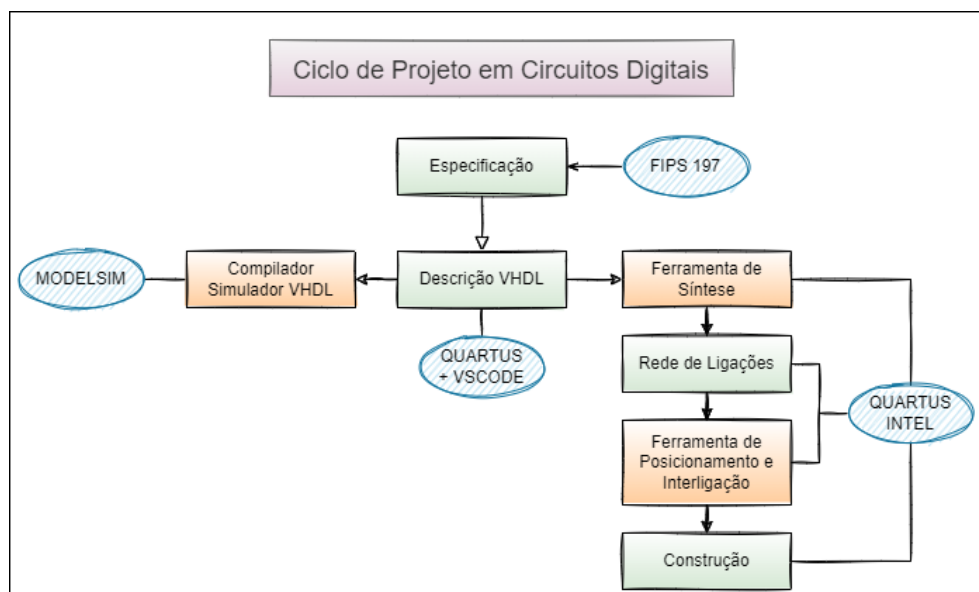 Ciclo de Projeto em Circuitos Digitais
Especificação
FIPS 197
MODELSIM
Compilador
Simulador VHDL
Descrição VHDL
Ferramenta de
Síntese
QUARTUS
+ VSCODE
Rede de Ligações
QUARTUS
INTEL
Ferramenta de
Posicionamento e
Interligação
Construção